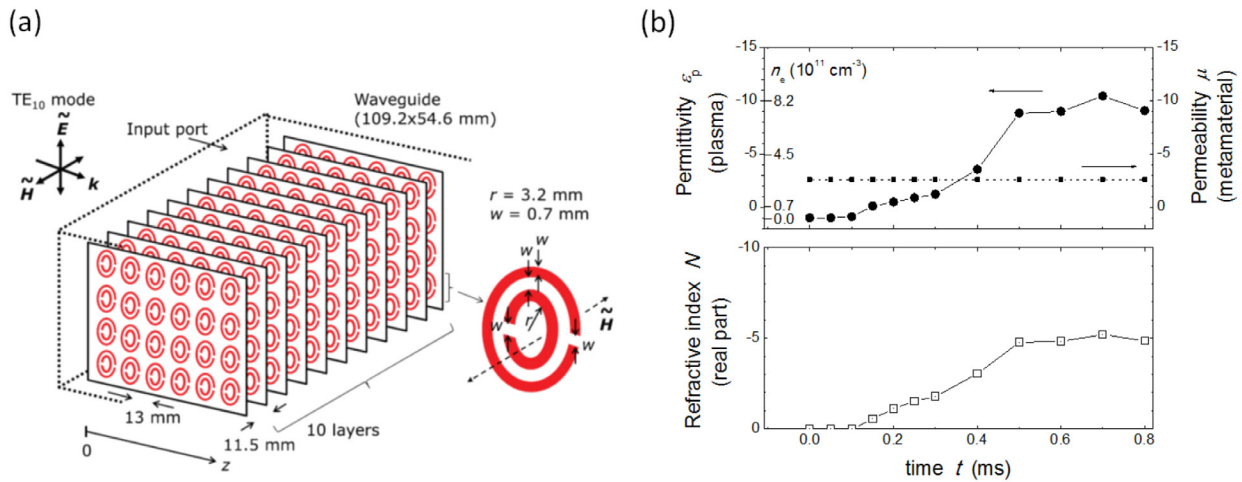 (a)
TE10 mode
Ẽ
H̃
k
Input port
Waveguide
(109.2x54.6 mm)
r = 3.2 mm
w = 0.7 mm
w
w
r
w
w
H̃
13 mm
11.5 mm
10 layers
0
z
(b)
-15
-10
-5
0
Permittivity εp
(plasma)
ne (10^11 cm^-3)
8.2
4.5
0.7
0.0
-15
-10
-5
0
Permeability μ
(metamaterial)
-10
-5
0
Refractive index N
(real part)
0.0
0.2
0.4
0.6
0.8
time t (ms)